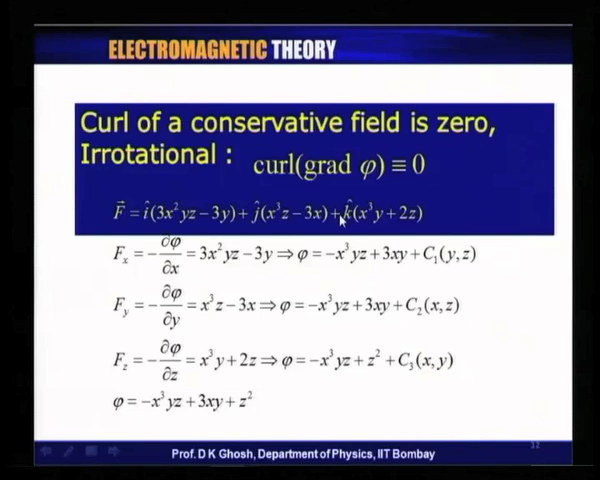 ELECTROMAGNETIC THEORY
Curl of a conservative field is zero,
Irrotational : curl(grad φ) ≡ 0
F⃗ = î(3x²yz − 3y) + ĵ(x³z − 3x) + k̂(x³y + 2z)
Fₓ = −∂φ/∂x = 3x²yz − 3y ⇒ φ = −x³yz + 3xy + C₁(y, z)
F_y = −∂φ/∂y = x³z − 3x ⇒ φ = −x³yz + 3xy + C₂(x, z)
F_z = −∂φ/∂z = x³y + 2z ⇒ φ = −x³yz + z² + C₃(x, y)
φ = −x³yz + 3xy + z²
12
Prof. D K Ghosh, Department of Physics, IIT Bombay